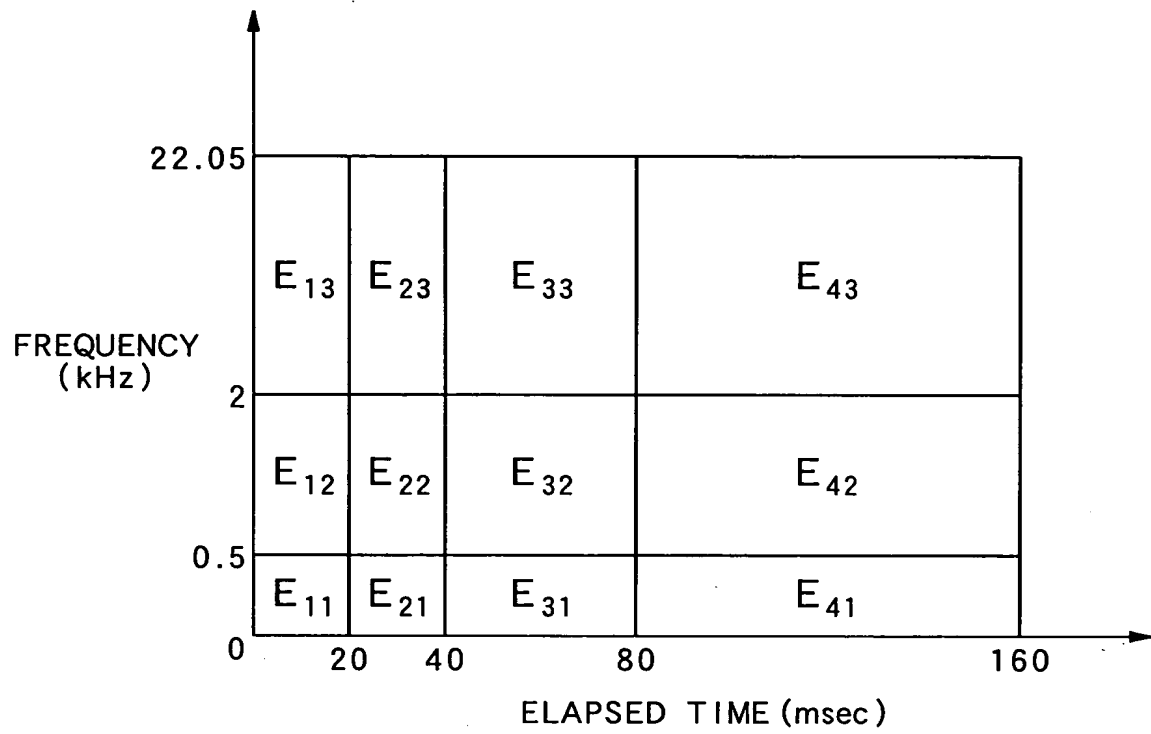 22.05
E13 E23 E33 E43
FREQUENCY
(kHz)
2
E12 E22 E32 E42
0.5
E11 E21 E31 E41
0 20 40 80 160
ELAPSED TIME (msec)